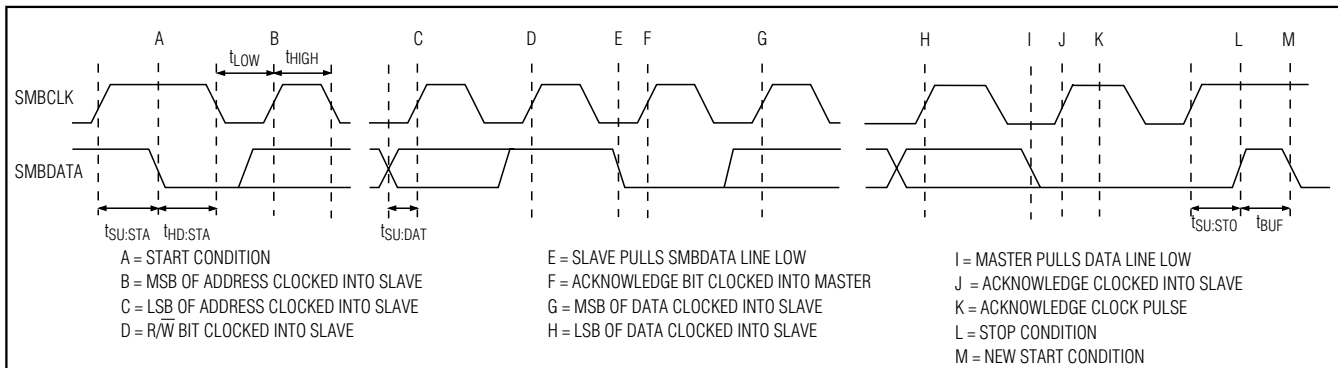 A B C D E F G H I J K L M
tLOW tHIGH
SMBCLK
SMBDATA
tSU:STA tHD:STA tSU:DAT tSU:STO tBUF
A = START CONDITION
B = MSB OF ADDRESS CLOCKED INTO SLAVE
C = LSB OF ADDRESS CLOCKED INTO SLAVE
D = R/W̅ BIT CLOCKED INTO SLAVE
E = SLAVE PULLS SMBDATA LINE LOW
F = ACKNOWLEDGE BIT CLOCKED INTO MASTER
G = MSB OF DATA CLOCKED INTO SLAVE
H = LSB OF DATA CLOCKED INTO SLAVE
I = MASTER PULLS DATA LINE LOW
J = ACKNOWLEDGE CLOCKED INTO SLAVE
K = ACKNOWLEDGE CLOCK PULSE
L = STOP CONDITION
M = NEW START CONDITION